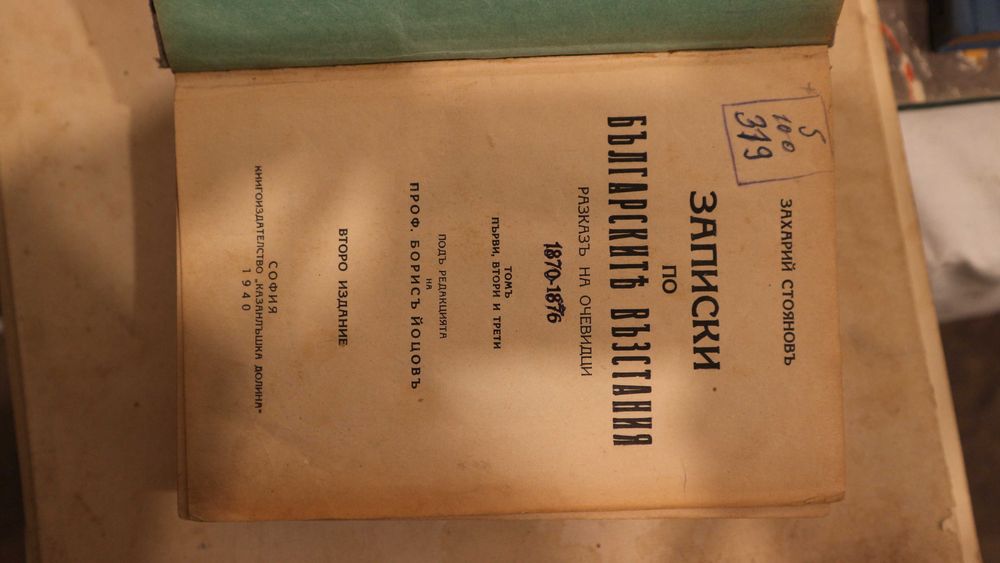 5
100
319
ЗАХАРИЙ СТОЯНОВЪ
ЗАПИСКИ
ПО
БЪЛГАРСКИТѢ ВЪЗСТАНИЯ
РАЗКАЗЪ НА ОЧЕВИДЦИ
1870-1876
ТОМЪ
ПЪРВИ, ВТОРИ И ТРЕТИ
ПОДЪ РЕДАКЦИЯТА
НА
ПРОФ. БОРИСЪ ЙОЦОВЪ
ВТОРО ИЗДАНИЕ
СОФИЯ
КНИГОИЗДАТЕЛСТВО „КАЗАНЛЪШКА ДОЛИНА"
1940